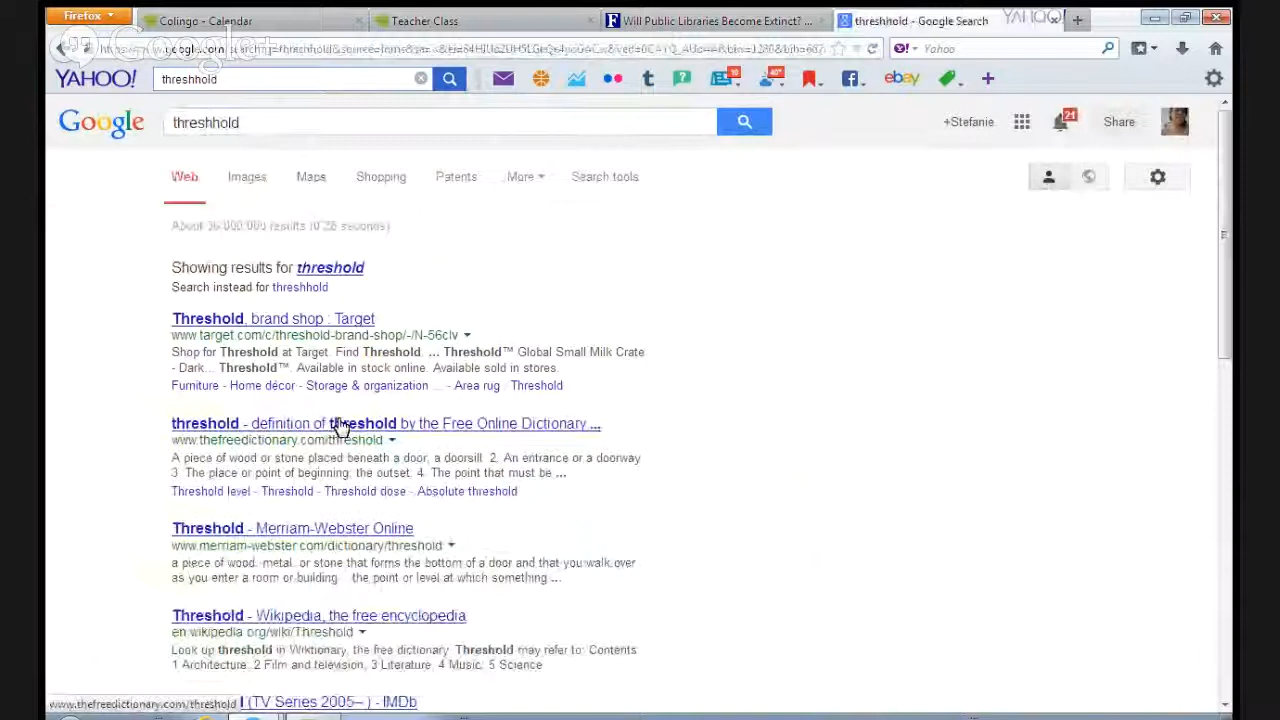 Firefox
Colingo - Calendar
Teacher Class
Will Public Libraries Become Extinct? ...
threshhold - Google Search
YAHOO!
Google+
Yahoo
YAHOO!
threshhold
10
40°
ebay
Google
threshhold
+Stefanie
21
Share
Web
Images
Maps
Shopping
Patents
More
Search tools
results
seconds)
Showing results for threshold
Search instead for threshhold
Threshold, brand shop : Target
www.target.com/c/threshold-brand-shop/-/N-56clv
Shop for Threshold at Target. Find Threshold. ... Threshold™ Global Small Milk Crate
- Dark... Threshold™. Available in stock online. Available sold in stores.
Furniture - Home décor - Storage & organization ... - Area rug - Threshold
threshold - definition of threshold by the Free Online Dictionary ...
www.thefreedictionary.com/threshold
A piece of wood or stone placed beneath a door; a doorsill. 2. An entrance or a doorway
3. The place or point of beginning; the outset. 4. The point that must be ...
Threshold level - Threshold - Threshold dose - Absolute threshold
Threshold - Merriam-Webster Online
www.merriam-webster.com/dictionary/threshold
a piece of wood, metal, or stone that forms the bottom of a door and that you walk over
as you enter a room or building the point or level at which something ...
Threshold - Wikipedia, the free encyclopedia
en.wikipedia.org/wiki/Threshold
Look up threshold in Wiktionary, the free dictionary. Threshold may refer to: Contents.
1 Architecture; 2 Film and television; 3 Literature; 4 Music; 5 Science
(TV Series 2005– ) - IMDb
www.thefreedictionary.com/threshold